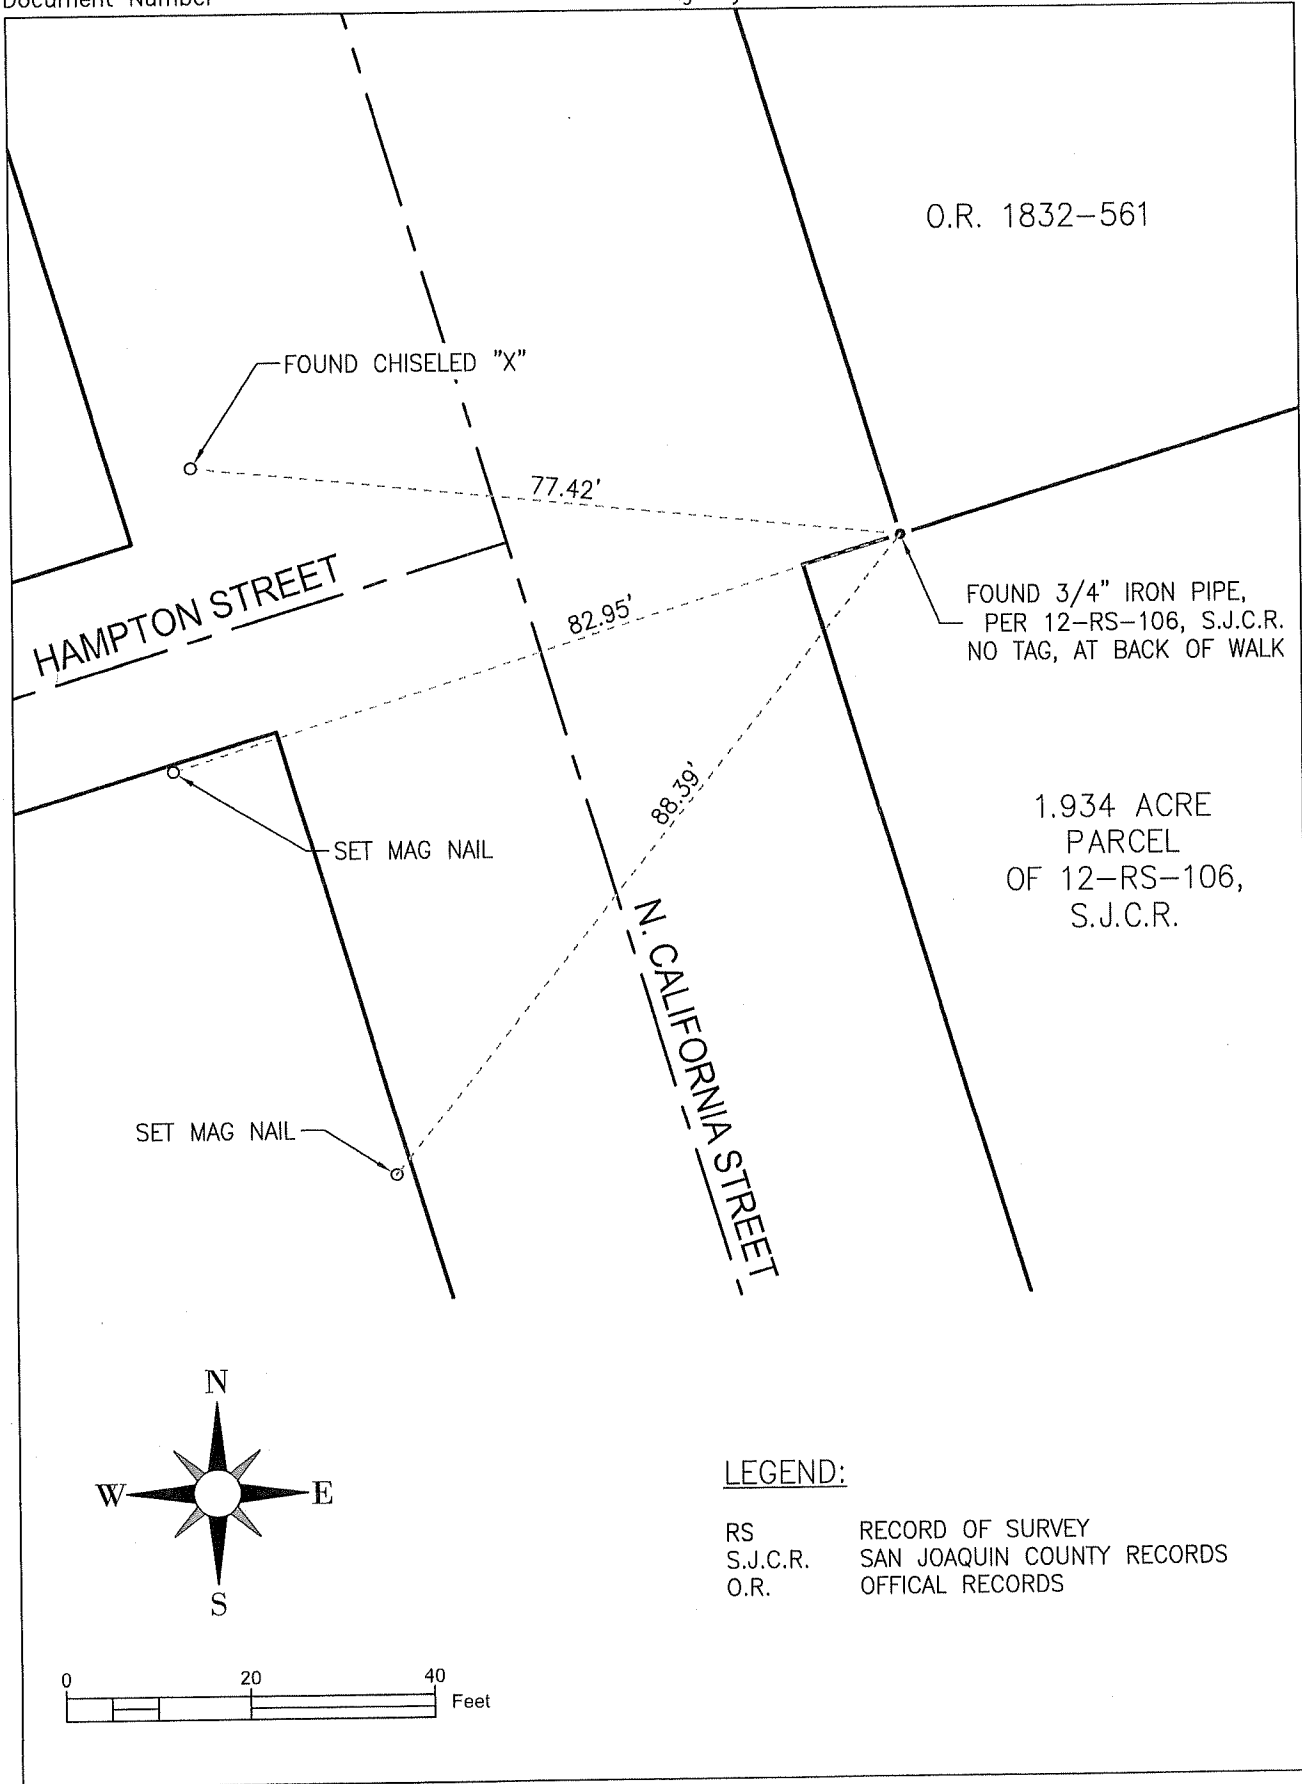 Document Number
O.R. 1832-561
FOUND CHISELED "X"
77.42'
HAMPTON STREET
82.95'
FOUND 3/4" IRON PIPE,
PER 12-RS-106, S.J.C.R.
NO TAG, AT BACK OF WALK
88.39'
1.934 ACRE
PARCEL
OF 12-RS-106,
S.J.C.R.
SET MAG NAIL
N. CALIFORNIA STREET
SET MAG NAIL
N
W E
S
LEGEND:
RS RECORD OF SURVEY
S.J.C.R. SAN JOAQUIN COUNTY RECORDS
O.R. OFFICAL RECORDS
0 20 40
Feet